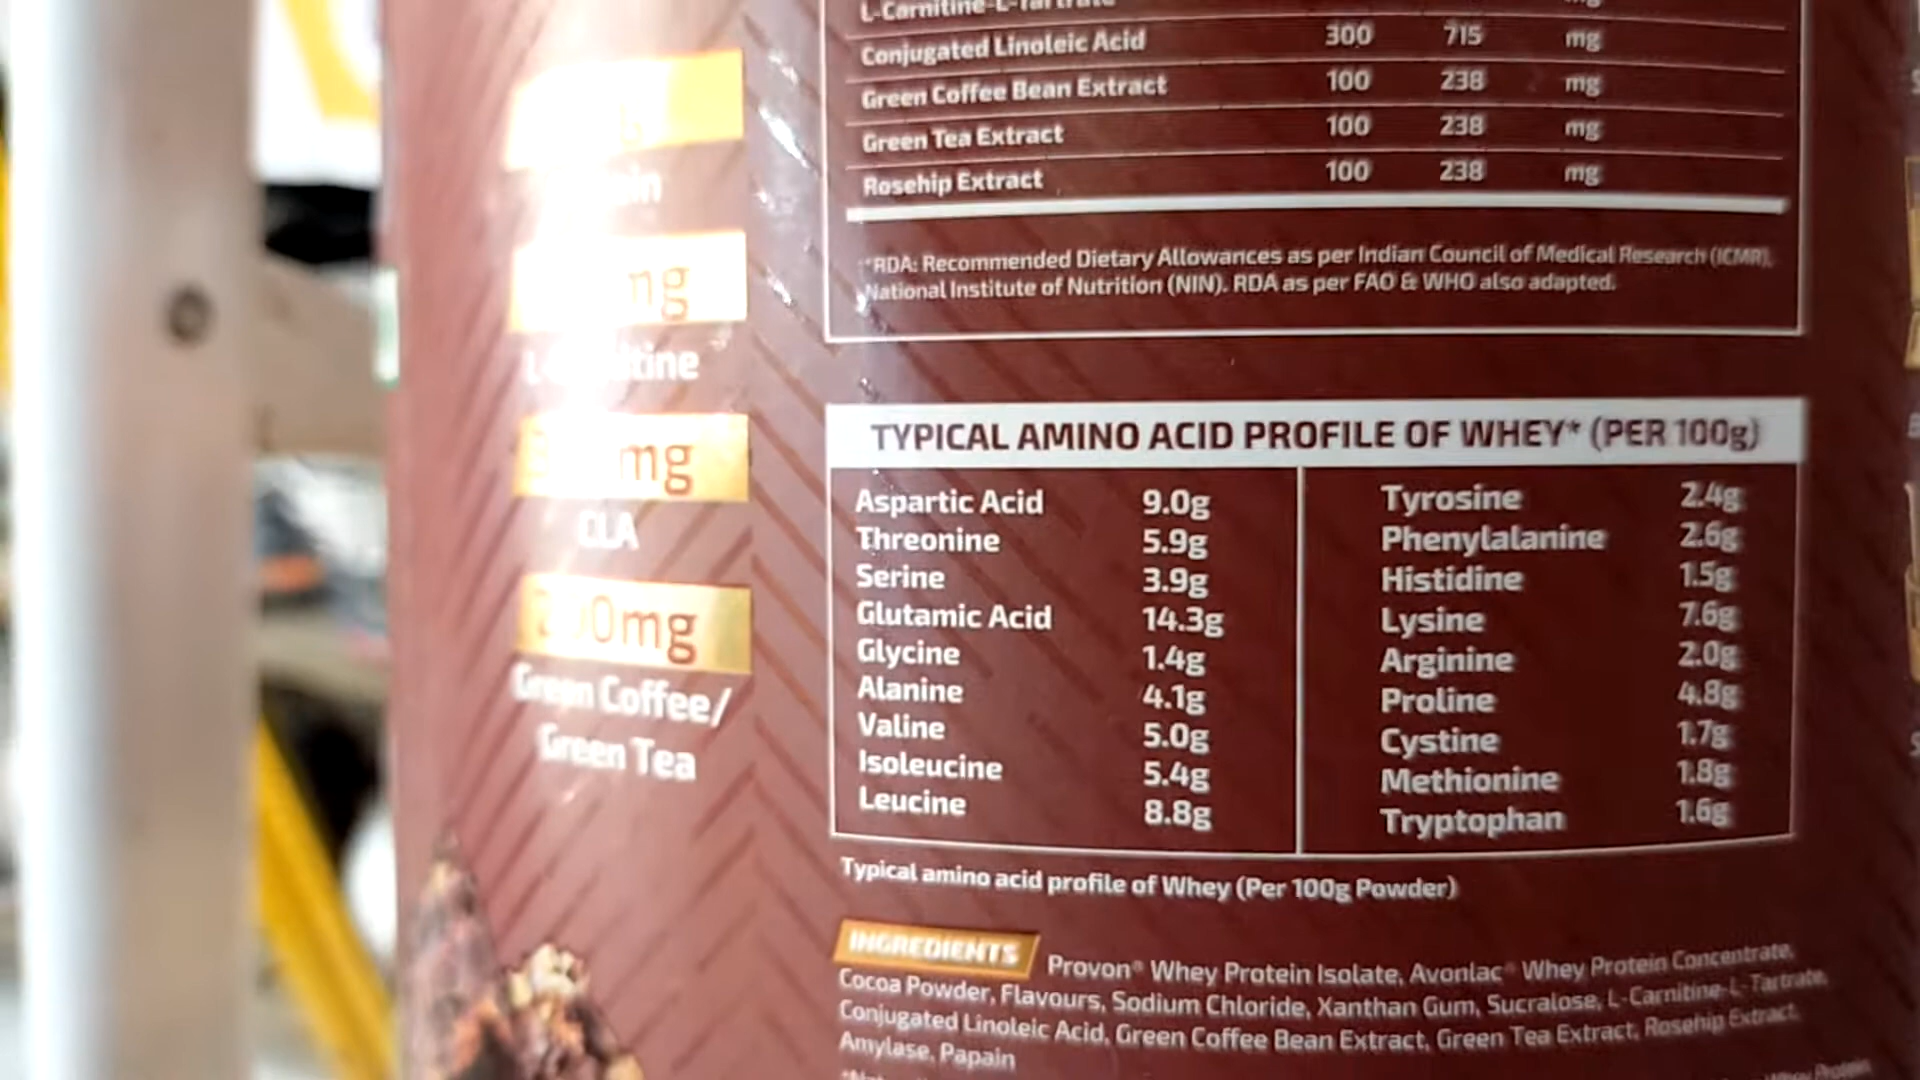 L-Carnitine-L-Tartrate mg
Conjugated Linoleic Acid 300 715 mg
Green Coffee Bean Extract 100 238 mg
Green Tea Extract 100 238 mg
Rosehip Extract 100 238 mg
**RDA: Recommended Dietary Allowances as per Indian Council of Medical Research (ICMR),
National Institute of Nutrition (NIN). RDA as per FAO & WHO also adapted.
mg
mg
CLA
mg
Green Coffee/
Green Tea
TYPICAL AMINO ACID PROFILE OF WHEY* (PER 100g)
Aspartic Acid 9.0g
Threonine 5.9g
Serine 3.9g
Glutamic Acid 14.3g
Glycine 1.4g
Alanine 4.1g
Valine 5.0g
Isoleucine 5.4g
Leucine 8.8g
Tyrosine 2.4g
Phenylalanine 2.6g
Histidine 1.5g
Lysine 7.6g
Arginine 2.0g
Proline 4.8g
Cystine 1.7g
Methionine 1.8g
Tryptophan 1.6g
Typical amino acid profile of Whey (Per 100g Powder)
INGREDIENTS Provon® Whey Protein Isolate, Avonlac® Whey Protein Concentrate,
Cocoa Powder, Flavours, Sodium Chloride, Xanthan Gum, Sucralose, L-Carnitine-L-Tartrate,
Conjugated Linoleic Acid, Green Coffee Bean Extract, Green Tea Extract, Rosehip Extract,
Amylase, Papain
Whey Protein